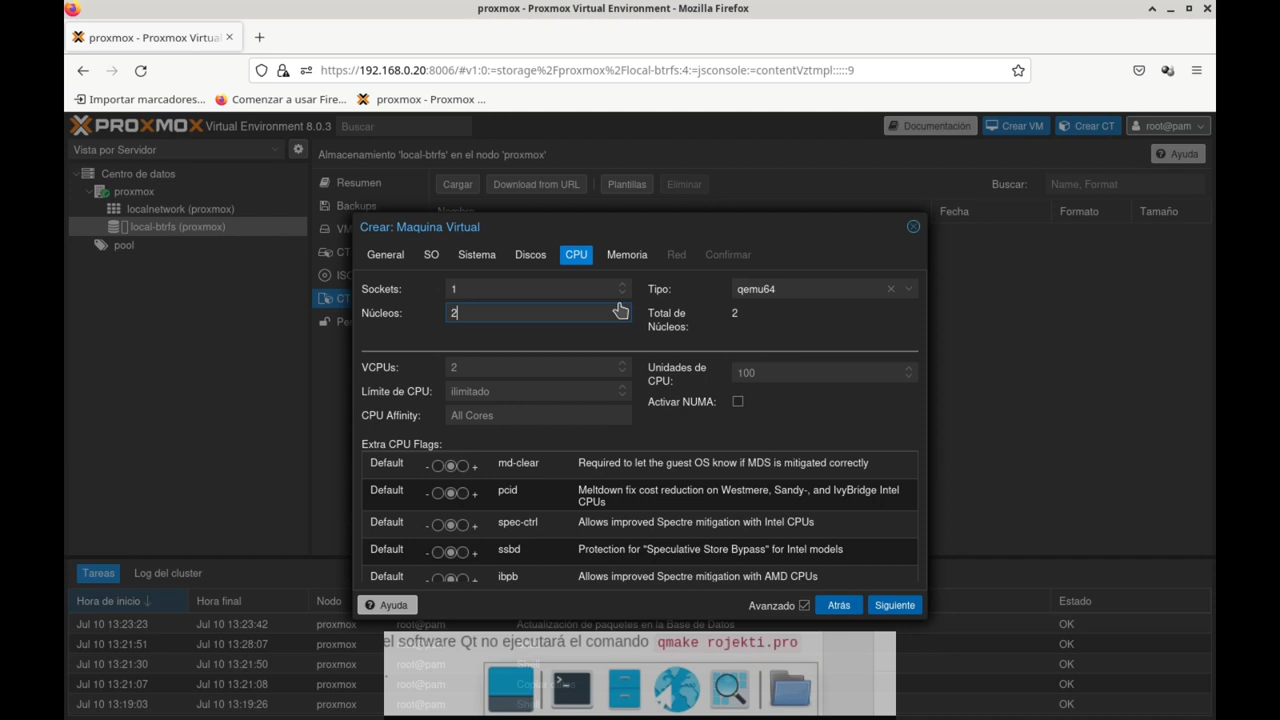 proxmox - Proxmox Virtual Environment - Mozilla Firefox
proxmox - Proxmox Virtual
https://192.168.0.20:8006/#v1:0:=storage%2Fproxmox%2Flocal-btrfs:4:=jsconsole:=contentVztmpl:::::9
Importar marcadores... Comenzar a usar Fire... proxmox - Proxmox ...
PROXMOX Virtual Environment 8.0.3 Buscar Documentación Crear VM Crear CT root@pam
Vista por Servidor Almacenamiento 'local-btrfs' en el nodo 'proxmox' Ayuda
Centro de datos
proxmox
localnetwork (proxmox)
local-btrfs (proxmox)
pool
Resumen
Backups
VM
CT
ISO
CT
Pe
Cargar Download from URL Plantillas Eliminar Buscar: Name, Format
Fecha Formato Tamaño
Crear: Maquina Virtual
General SO Sistema Discos CPU Memoria Red Confirmar
Sockets: 1 Tipo: qemu64
Núcleos: 2 Total de Núcleos: 2
VCPUs: 2 Unidades de CPU: 100
Límite de CPU: ilimitado Activar NUMA:
CPU Affinity: All Cores
Extra CPU Flags:
Default - + md-clear Required to let the guest OS know if MDS is mitigated correctly
Default - + pcid Meltdown fix cost reduction on Westmere, Sandy-, and IvyBridge Intel
CPUs
Default - + spec-ctrl Allows improved Spectre mitigation with Intel CPUs
Default - + ssbd Protection for "Speculative Store Bypass" for Intel models
Default - + ibpb Allows improved Spectre mitigation with AMD CPUs
Ayuda Avanzado Atrás Siguiente
Tareas Log del cluster
Hora de inicio ↓ Hora final Nodo Estado
Jul 10 13:23:23 Jul 10 13:23:42 proxmox root@pam Actualización de paquetes en la Base de Datos OK
Jul 10 13:21:51 Jul 10 13:28:07 proxmox OK
Jul 10 13:21:30 Jul 10 13:21:50 proxmox root@pam OK
Jul 10 13:21:07 Jul 10 13:21:08 proxmox root@pam OK
Jul 10 13:19:03 Jul 10 13:19:26 proxmox root@pam OK
el software Qt no ejecutará el comando qmake rojekti.pro